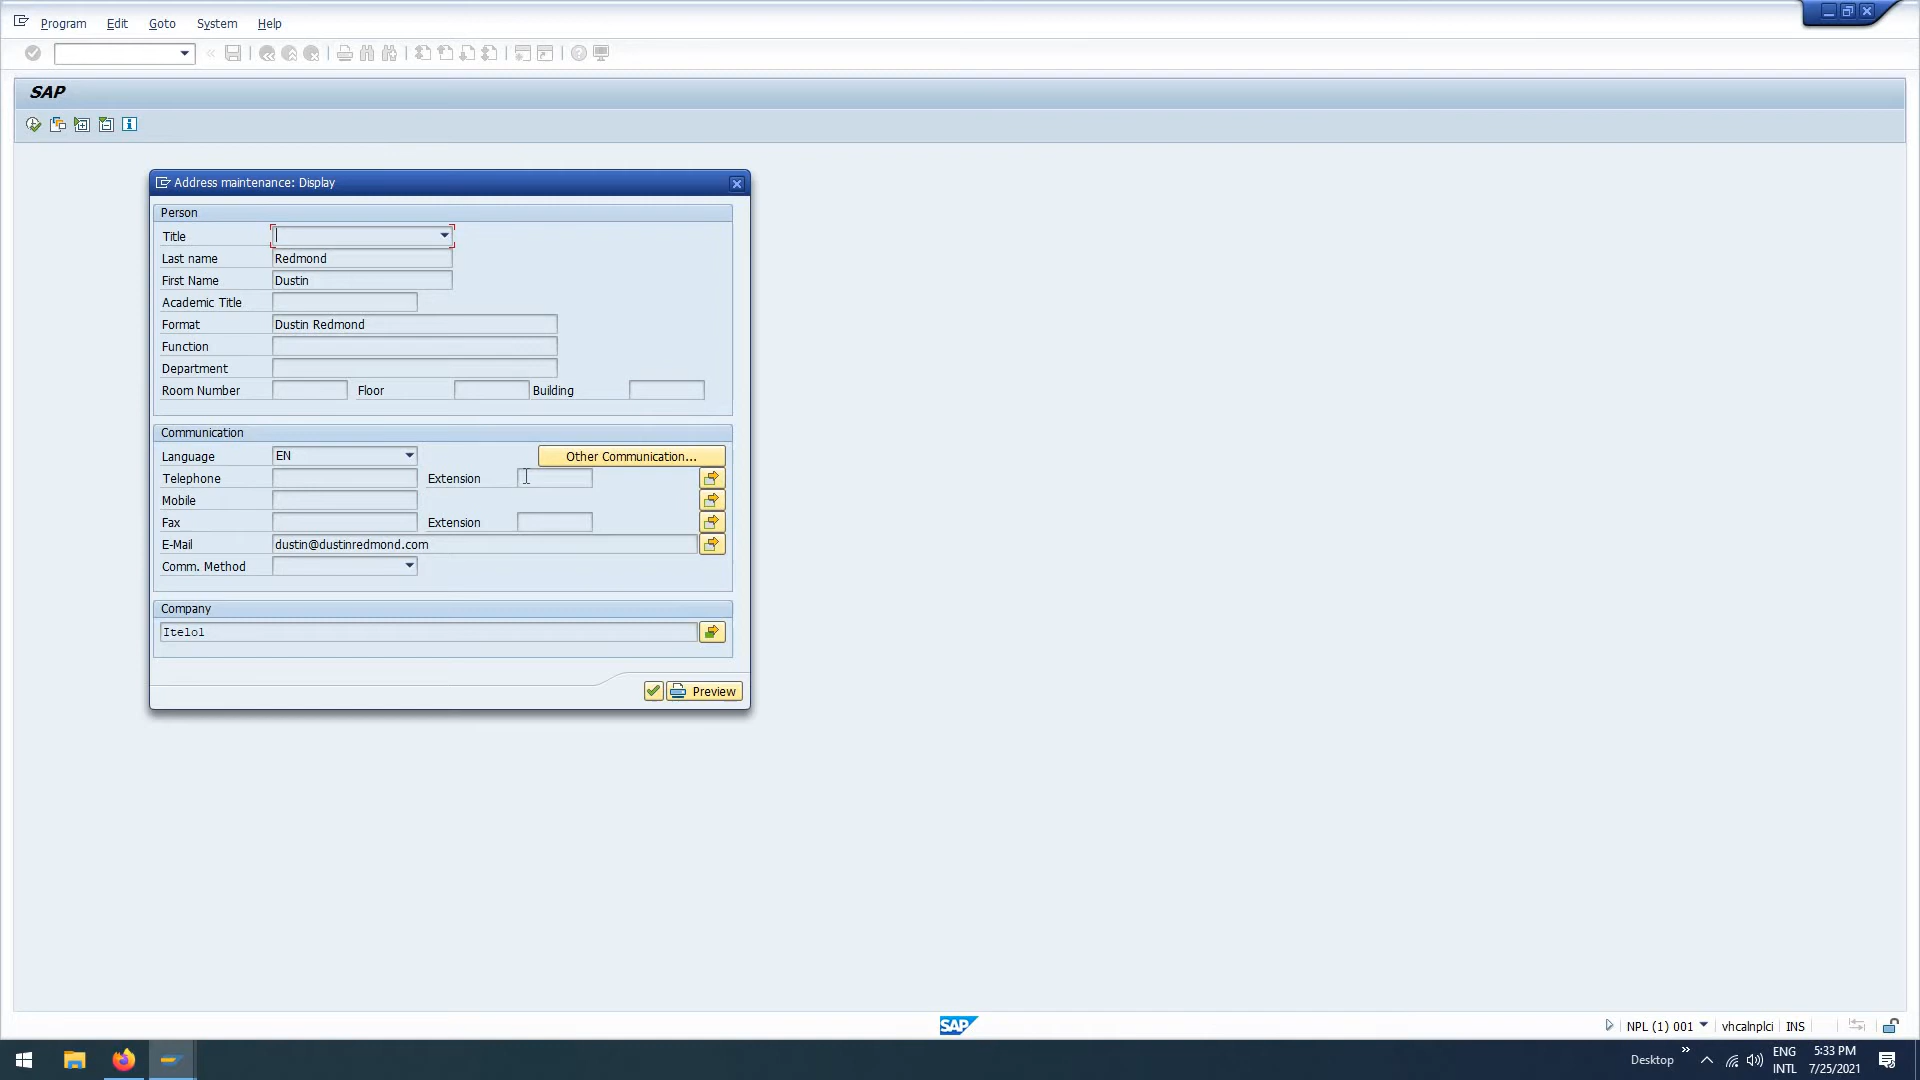 Program Edit Goto System Help
SAP
Address maintenance: Display
Person
Title
Last name Redmond
First Name Dustin
Academic Title
Format Dustin Redmond
Function
Department
Room Number Floor Building
Communication
Language EN Other Communication...
Telephone Extension
Mobile
Fax Extension
E-Mail dustin@dustinredmond.com
Comm. Method
Company
Itelo1
Preview
SAP NPL (1) 001 vhcalnplci INS
Desktop ENG 5:33 PM
INTL 7/25/2021